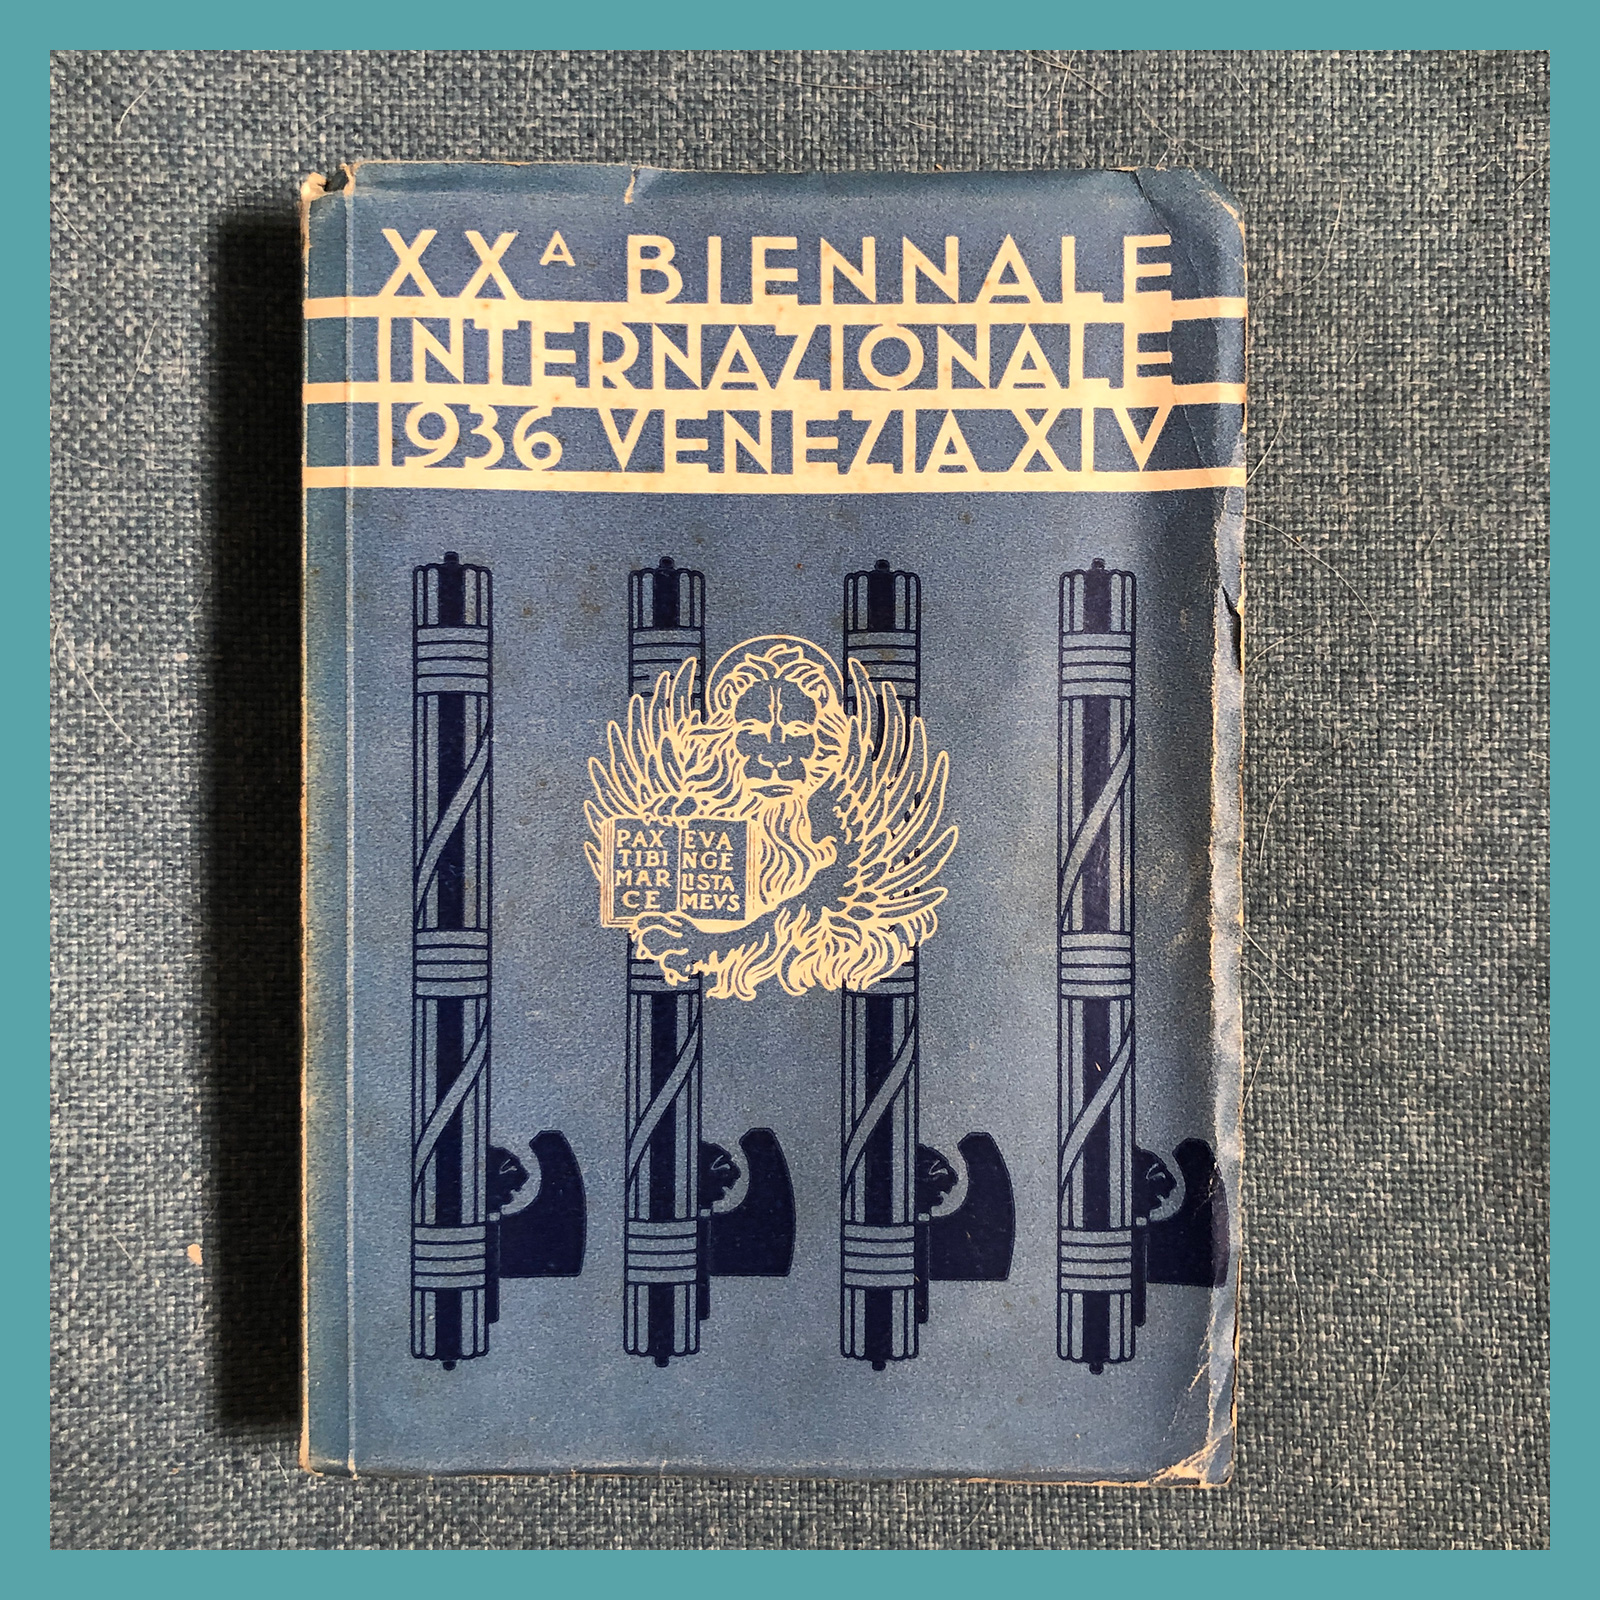 XXᴬ BIENNALE
INTERNAZIONALE
1936 VENEZIA XIV
PAX
TIBI
MAR
CE
EVA
NGE
LISTA
MEVS